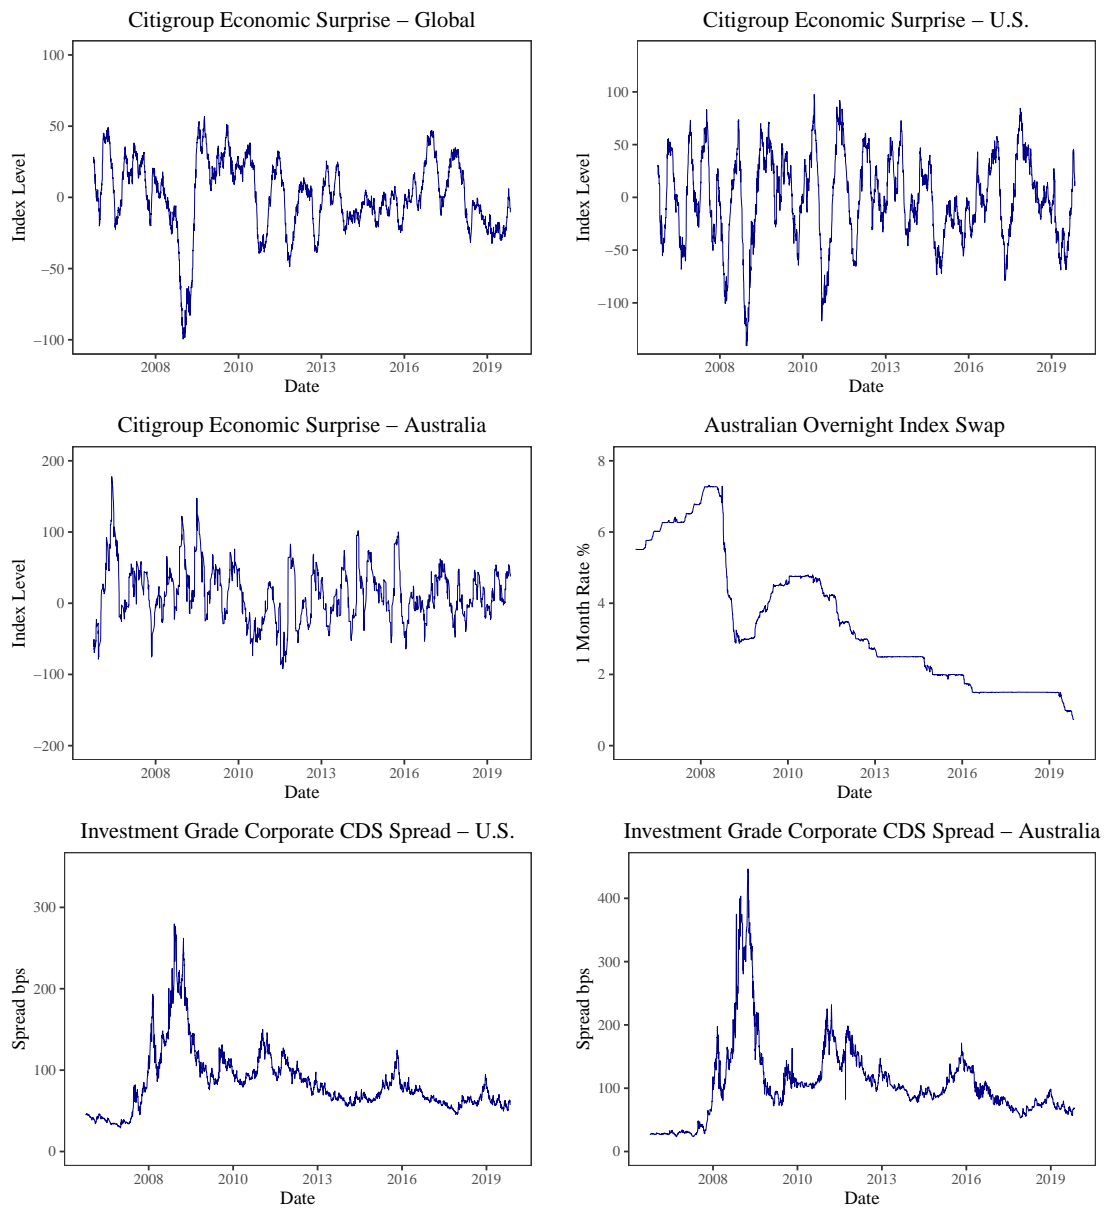 Citigroup Economic Surprise – Global
100
50
0
−50
−100
Index Level
2008 2010 2013 2016 2019
Date
Citigroup Economic Surprise – U.S.
100
50
0
−50
−100
Index Level
2008 2010 2013 2016 2019
Date
Citigroup Economic Surprise – Australia
200
100
0
−100
−200
Index Level
2008 2010 2013 2016 2019
Date
Australian Overnight Index Swap
8
6
4
2
0
1 Month Rate %
2008 2010 2013 2016 2019
Date
Investment Grade Corporate CDS Spread – U.S.
300
200
100
0
Spread bps
2008 2010 2013 2016 2019
Date
Investment Grade Corporate CDS Spread – Australia
400
300
200
100
0
Spread bps
2008 2010 2013 2016 2019
Date